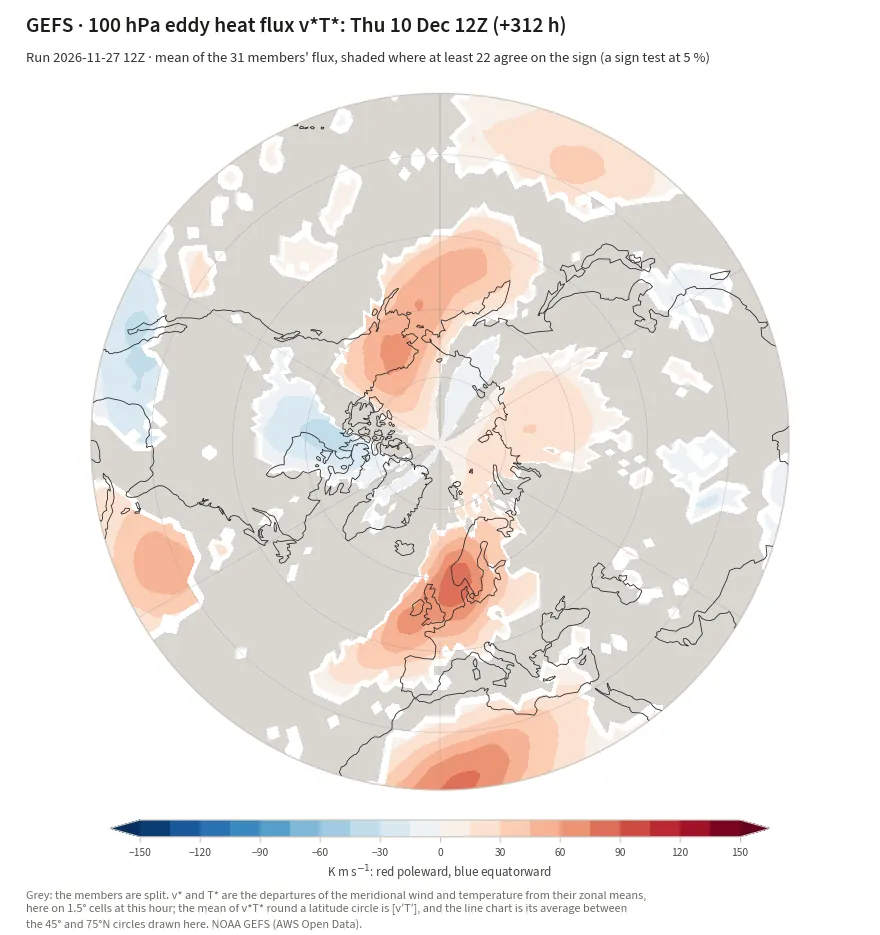 GEFS · 100 hPa eddy heat flux v*T*: Thu 10 Dec 12Z (+312 h)
Run 2026-11-27 12Z · mean of the 31 members' flux, shaded where at least 22 agree on the sign (a sign test at 5 %)
−150 −120 −90 −60 −30 0 30 60 90 120 150
K m s⁻¹: red poleward, blue equatorward
Grey: the members are split. v* and T* are the departures of the meridional wind and temperature from their zonal means,
here on 1.5° cells at this hour; the mean of v*T* round a latitude circle is [v'T'], and the line chart is its average between
the 45° and 75°N circles drawn here. NOAA GEFS (AWS Open Data).